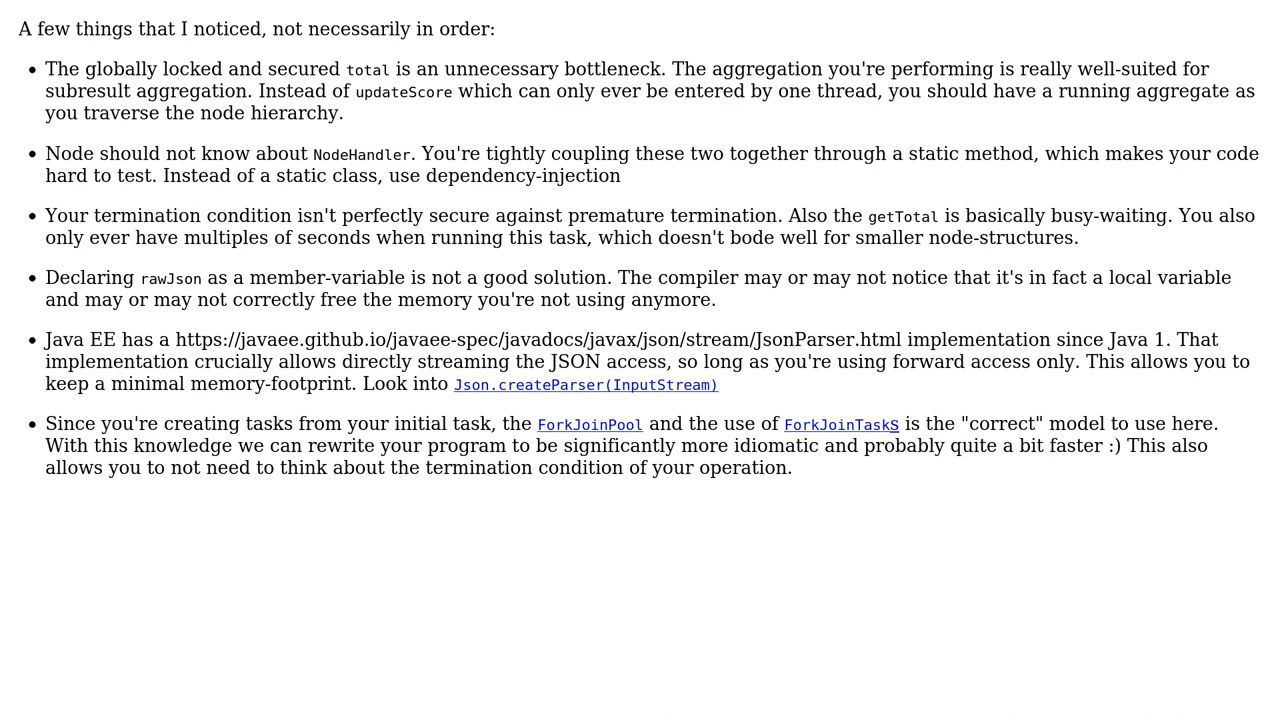 A few things that I noticed, not necessarily in order:
• The globally locked and secured total is an unnecessary bottleneck. The aggregation you're performing is really well-suited for
subresult aggregation. Instead of updateScore which can only ever be entered by one thread, you should have a running aggregate as
you traverse the node hierarchy.
• Node should not know about NodeHandler. You're tightly coupling these two together through a static method, which makes your code
hard to test. Instead of a static class, use dependency-injection
• Your termination condition isn't perfectly secure against premature termination. Also the getTotal is basically busy-waiting. You also
only ever have multiples of seconds when running this task, which doesn't bode well for smaller node-structures.
• Declaring rawJson as a member-variable is not a good solution. The compiler may or may not notice that it's in fact a local variable
and may or may not correctly free the memory you're not using anymore.
• Java EE has a https://javaee.github.io/javaee-spec/javadocs/javax/json/stream/JsonParser.html implementation since Java 1. That
implementation crucially allows directly streaming the JSON access, so long as you're using forward access only. This allows you to
keep a minimal memory-footprint. Look into Json.createParser(InputStream)
• Since you're creating tasks from your initial task, the ForkJoinPool and the use of ForkJoinTasks is the "correct" model to use here.
With this knowledge we can rewrite your program to be significantly more idiomatic and probably quite a bit faster :) This also
allows you to not need to think about the termination condition of your operation.